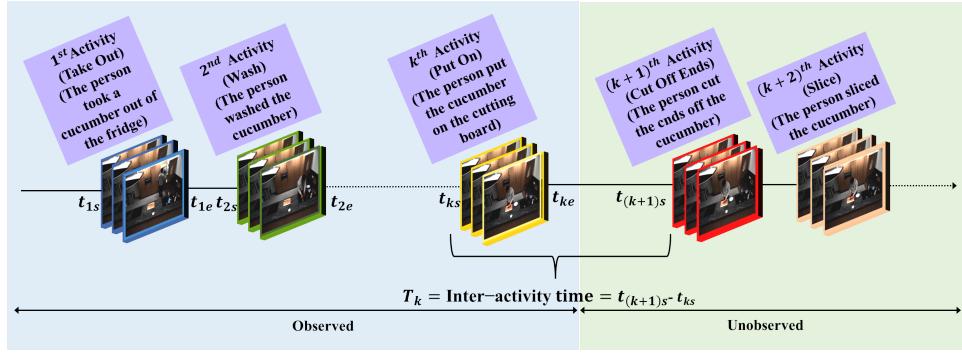 1ˢᵗ Activity
(Take Out)
(The person
took a
cucumber out of
the fridge)
2ⁿᵈ Activity
(Wash)
(The person
washed the
cucumber)
kᵗʰ Activity
(Put On)
(The person put
the cucumber
on the cutting
board)
(k+1)ᵗʰ Activity
(Cut Off Ends)
(The person cut
the ends off the
cucumber)
(k+2)ᵗʰ Activity
(Slice)
(The person sliced
the cucumber)
t₁ₛ t₁ₑ t₂ₛ t₂ₑ tₖₛ tₖₑ t₍ₖ₊₁₎ₛ
Tₖ = Inter−activity time = t₍ₖ₊₁₎ₛ- tₖₛ
Observed
Unobserved